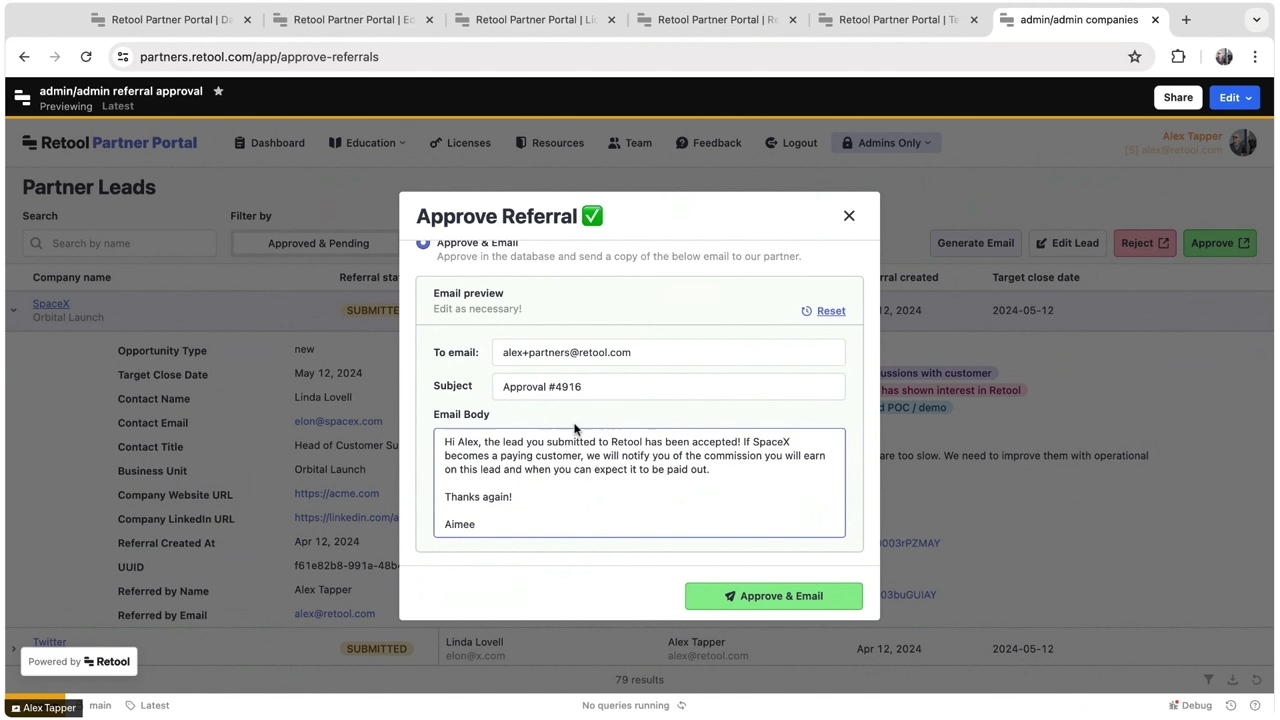 Retool Partner Portal | Da
Retool Partner Portal | Ed
Retool Partner Portal | Lic
Retool Partner Portal | Re
Retool Partner Portal | Te
admin/admin companies
partners.retool.com/app/approve-referrals
admin/admin referral approval
Previewing Latest
Share
Edit
Retool Partner Portal
Dashboard
Education
Licenses
Resources
Team
Feedback
Logout
Admins Only
Alex Tapper
[S] alex@retool.com
Partner Leads
Search
Filter by
Search by name
Approved & Pending
Generate Email
Edit Lead
Reject
Approve
Company name
Referral sta
rral created
Target close date
SpaceX
Orbital Launch
SUBMITTE
12, 2024
2024-05-12
Opportunity Type
new
Target Close Date
May 12, 2024
Contact Name
Linda Lovell
Contact Email
elon@spacex.com
Contact Title
Head of Customer Su
Business Unit
Orbital Launch
Company Website URL
https://acme.com
Company LinkedIn URL
https://linkedin.com/a
Referral Created At
Apr 12, 2024
UUID
f61e82b8-991a-48b4
Referred by Name
Alex Tapper
Referred by Email
alex@retool.com
ussions with customer
has shown interest in Retool
d POC / demo
are too slow. We need to improve them with operational
0003rPZMAY
03buGUIAY
Approve Referral ✅
Approve & Email
Approve in the database and send a copy of the below email to our partner.
Email preview
Edit as necessary!
Reset
To email:
alex+partners@retool.com
Subject
Approval #4916
Email Body
Hi Alex, the lead you submitted to Retool has been accepted! If SpaceX
becomes a paying customer, we will notify you of the commission you will earn
on this lead and when you can expect it to be paid out.
Thanks again!
Aimee
Approve & Email
Twitter
SUBMITTED
Linda Lovell
elon@x.com
Alex Tapper
alex@retool.com
Apr 12, 2024
2024-05-12
Powered by Retool
79 results
Alex Tapper
main
Latest
No queries running
Debug